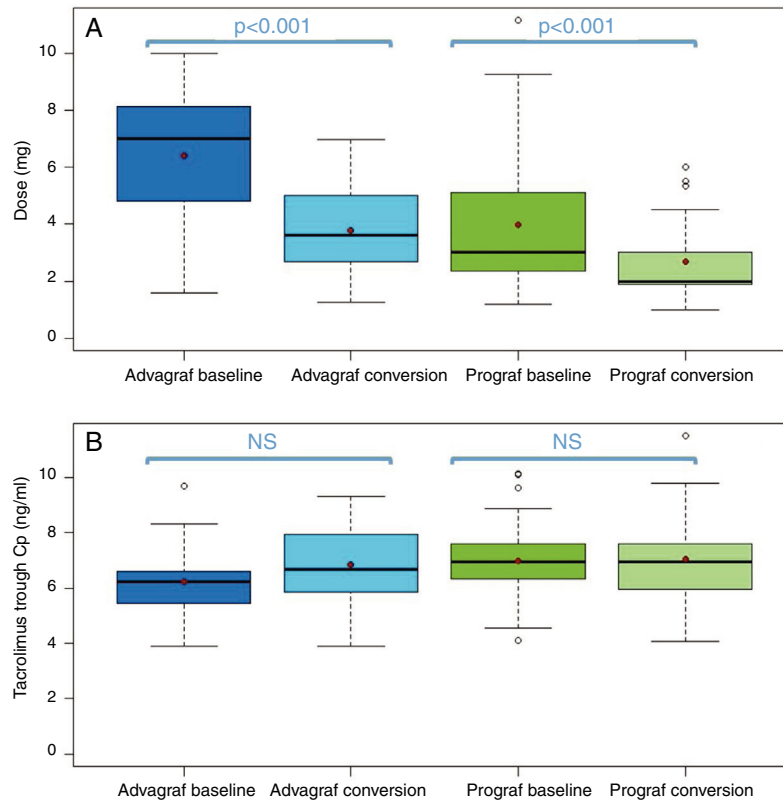 A
p<0.001 p<0.001
10
8
6
4
2
0
Dose (mg)
Advagraf baseline Advagraf conversion Prograf baseline Prograf conversion
B
NS NS
10
8
6
4
2
0
Tacrolimus trough Cp (ng/ml)
Advagraf baseline Advagraf conversion Prograf baseline Prograf conversion